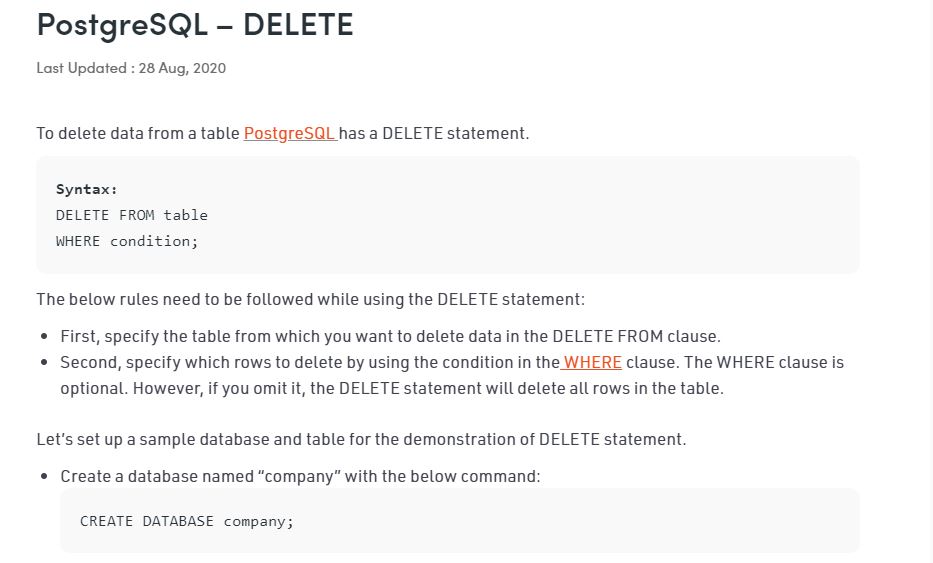 PostgreSQL – DELETE
Last Updated : 28 Aug, 2020
To delete data from a table PostgreSQL has a DELETE statement.
Syntax:
DELETE FROM table
WHERE condition;
The below rules need to be followed while using the DELETE statement:
• First, specify the table from which you want to delete data in the DELETE FROM clause.
• Second, specify which rows to delete by using the condition in the WHERE clause. The WHERE clause is
optional. However, if you omit it, the DELETE statement will delete all rows in the table.
Let's set up a sample database and table for the demonstration of DELETE statement.
• Create a database named “company” with the below command:
CREATE DATABASE company;